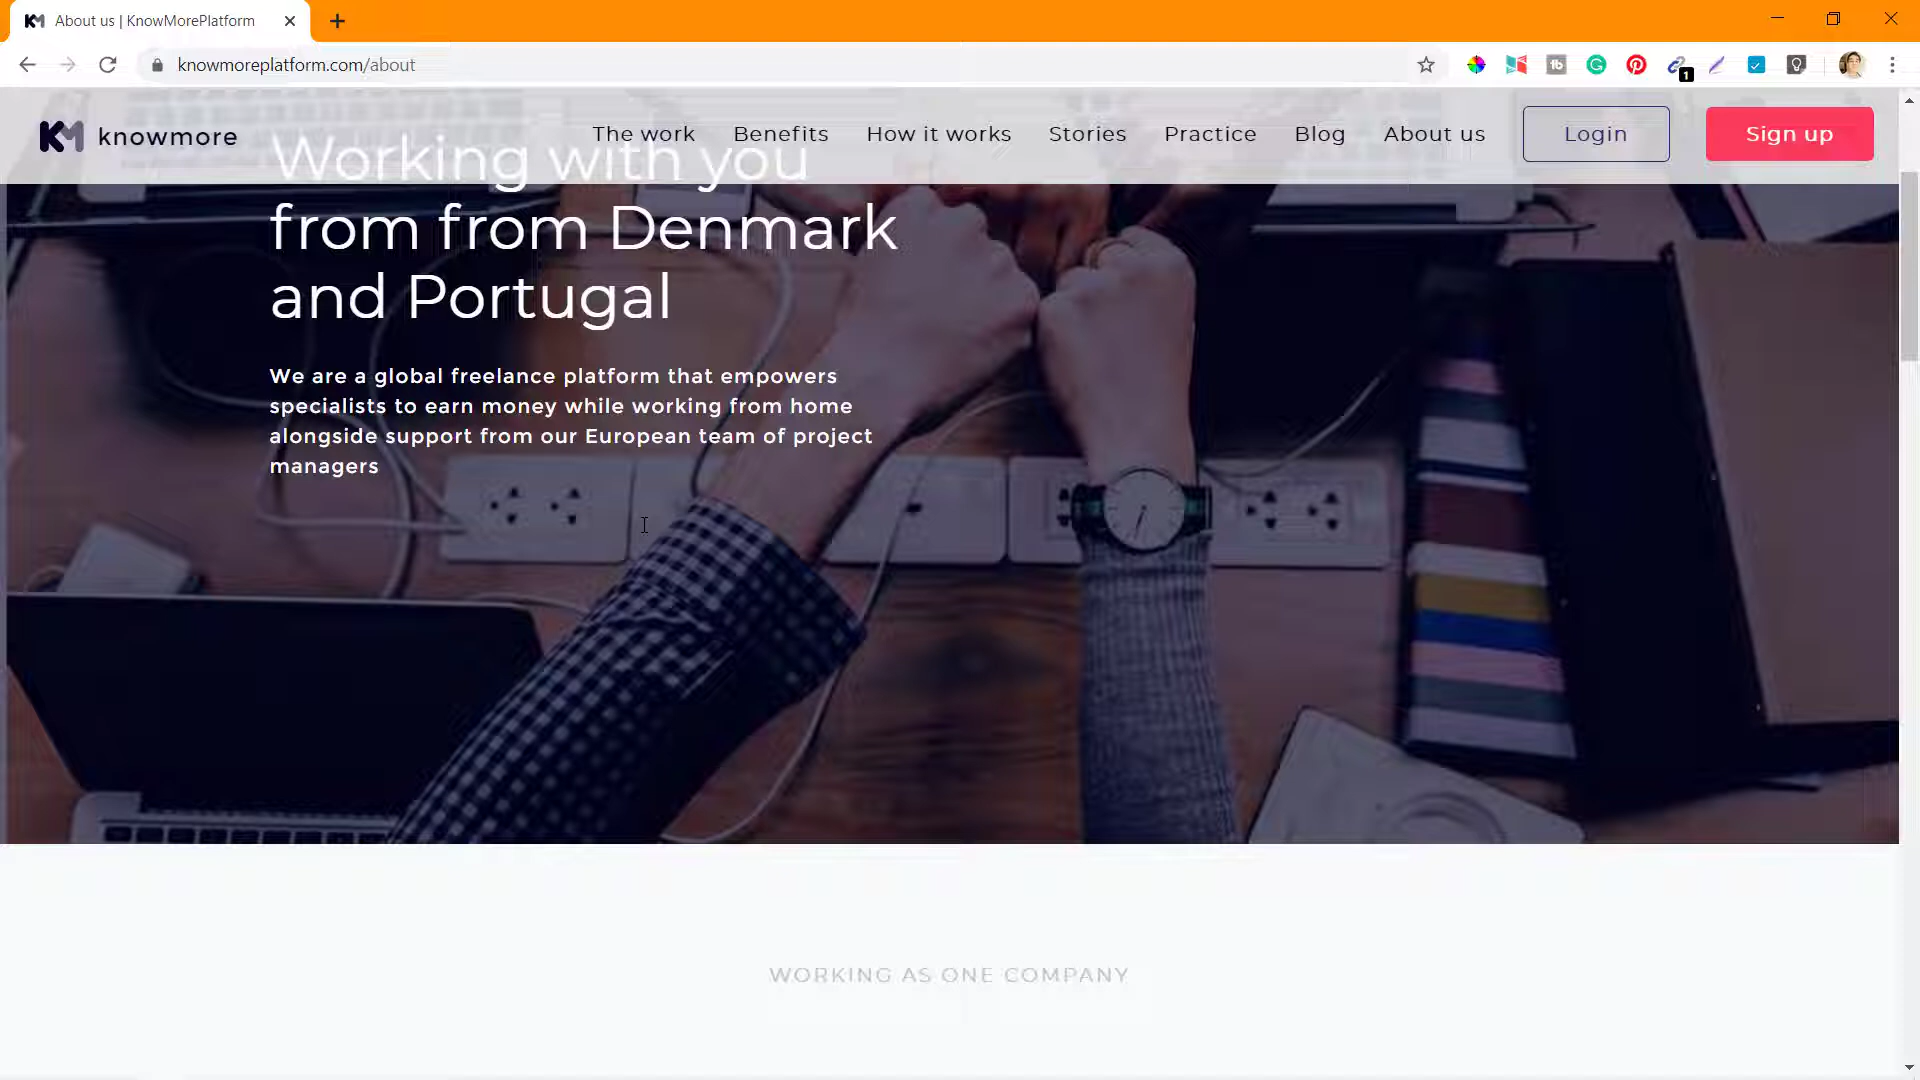 About us | KnowMorePlatform
knowmoreplatform.com/about
1
KM knowmore
The work
Benefits
How it works
Stories
Practice
Blog
About us
Login
Sign up
Working with you
from from Denmark
and Portugal
We are a global freelance platform that empowers
specialists to earn money while working from home
alongside support from our European team of project
managers
WORKING AS ONE COMPANY